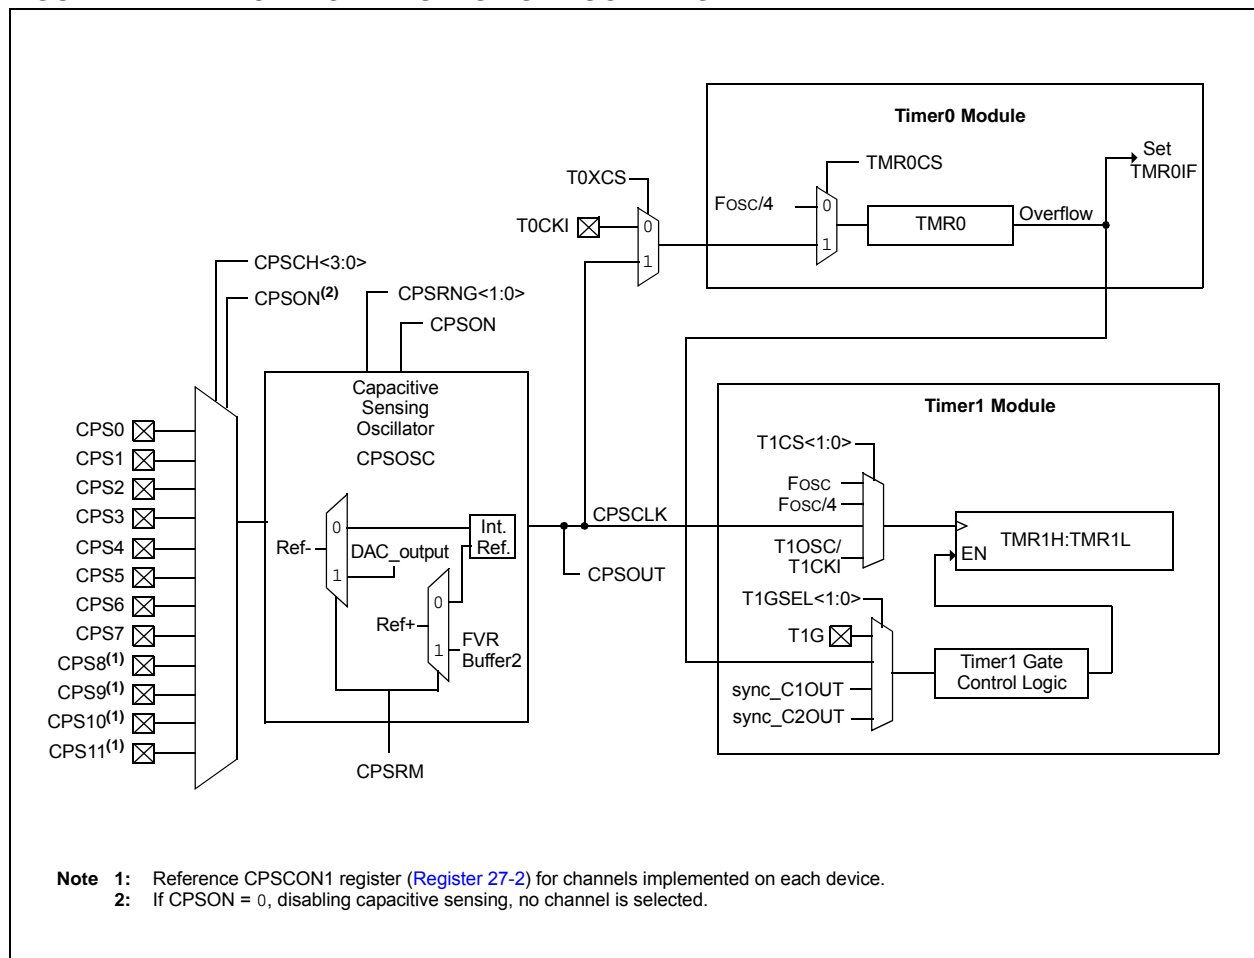 Timer0 Module
Set
TMR0IF
TMR0CS
T0XCS
FOSC/4
0
1
TMR0
Overflow
T0CKI
0
1
CPSCH<3:0>
CPSON(2)
CPSRNG<1:0>
CPSON
Capacitive
Sensing
Oscillator
CPSOSC
Timer1 Module
T1CS<1:0>
FOSC
FOSC/4
T1OSC/
T1CKI
TMR1H:TMR1L
EN
CPS0
CPS1
CPS2
CPS3
CPS4
CPS5
CPS6
CPS7
CPS8(1)
CPS9(1)
CPS10(1)
CPS11(1)
Ref-
0
1
DAC_output
Int.
Ref.
Ref+
0
1
FVR
Buffer2
CPSCLK
CPSOUT
CPSRM
T1GSEL<1:0>
T1G
sync_C1OUT
sync_C2OUT
Timer1 Gate
Control Logic
Note 1: Reference CPSCON1 register (Register 27-2) for channels implemented on each device.
2: If CPSON = 0, disabling capacitive sensing, no channel is selected.